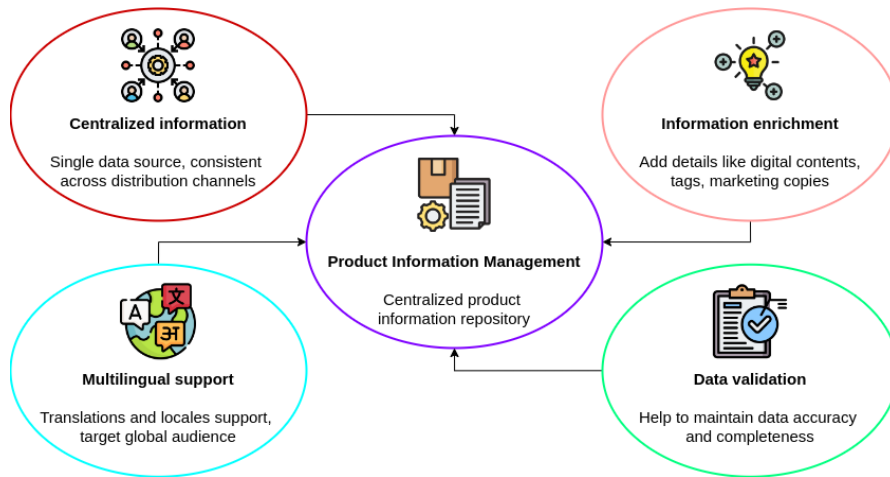 Centralized information
Single data source, consistent
across distribution channels
Information enrichment
Add details like digital contents,
tags, marketing copies
Product Information Management
Centralized product
information repository
A
文
अ
Multilingual support
Translations and locales support,
target global audience
Data validation
Help to maintain data accuracy
and completeness